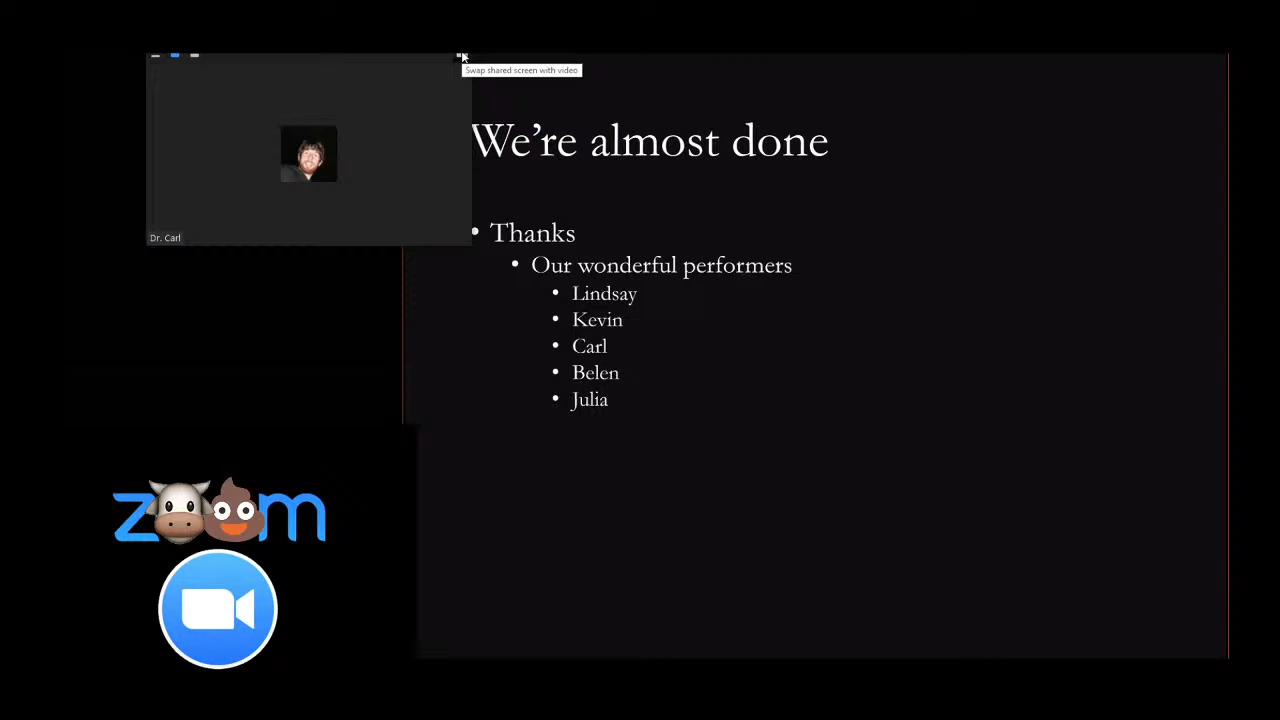 Swap shared screen with video
We're almost done
Dr. Carl
• Thanks
• Our wonderful performers
• Lindsay
• Kevin
• Carl
• Belen
• Julia
zoom